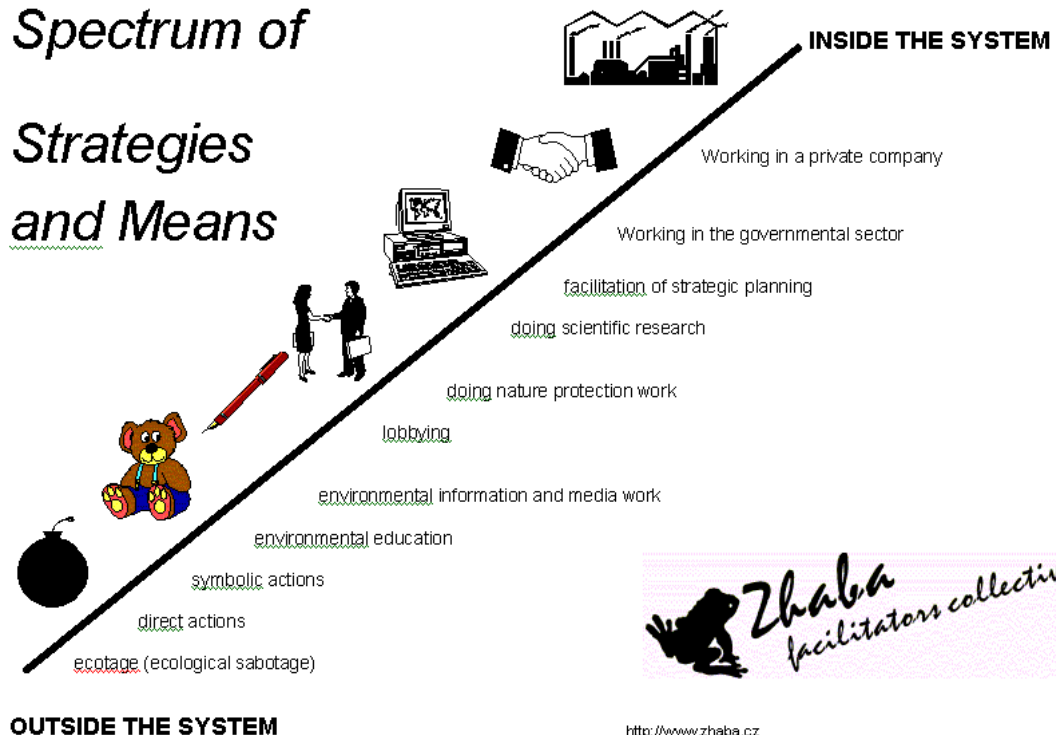 Spectrum of
Strategies
and Means
INSIDE THE SYSTEM
Working in a private company
Working in the governmental sector
facilitation of strategic planning
doing scientific research
doing nature protection work
lobbying
environmental information and media work
environmental education
symbolic actions
direct actions
ecotage (ecological sabotage)
Zhaba
facilitators collectiv
OUTSIDE THE SYSTEM
http://www.zhaba.cz